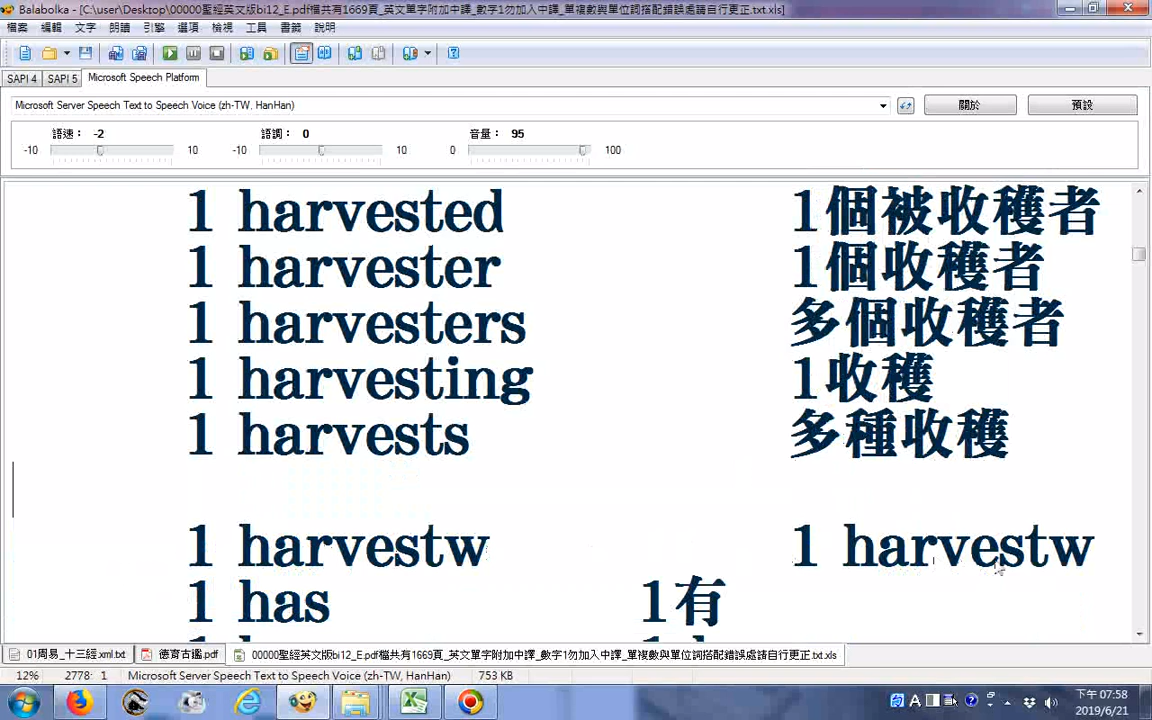 Balabolka - [C:\user\Desktop\00000聖經英文版bi12_E.pdf檔共有1669頁_英文單字附加中譯_數字1勿加入中譯_單複數與單位詞搭配錯誤處請自行更正.txt.xls]
檔案 編輯 文字 朗讀 引擎 選項 檢視 工具 書籤 說明
SAPI 4 SAPI 5 Microsoft Speech Platform
Microsoft Server Speech Text to Speech Voice (zh-TW, HanHan) 關於 預設
語速： -2 語調： 0 音量： 95
-10 10 -10 10 0 100
1 harvested 1個被收穫者
1 harvester 1個收穫者
1 harvesters 多個收穫者
1 harvesting 1收穫
1 harvests 多種收穫
1 harvestw 1 harvestw
1 has 1有
01周易_十三經.xml.txt 德育古鑑.pdf 00000聖經英文版bi12_E.pdf檔共有1669頁_英文單字附加中譯_數字1勿加入中譯_單複數與單位詞搭配錯誤處請自行更正.txt.xls
12% 2778: 1 Microsoft Server Speech Text to Speech Voice (zh-TW, HanHan) 753 KB
下午 07:58
2019/6/21